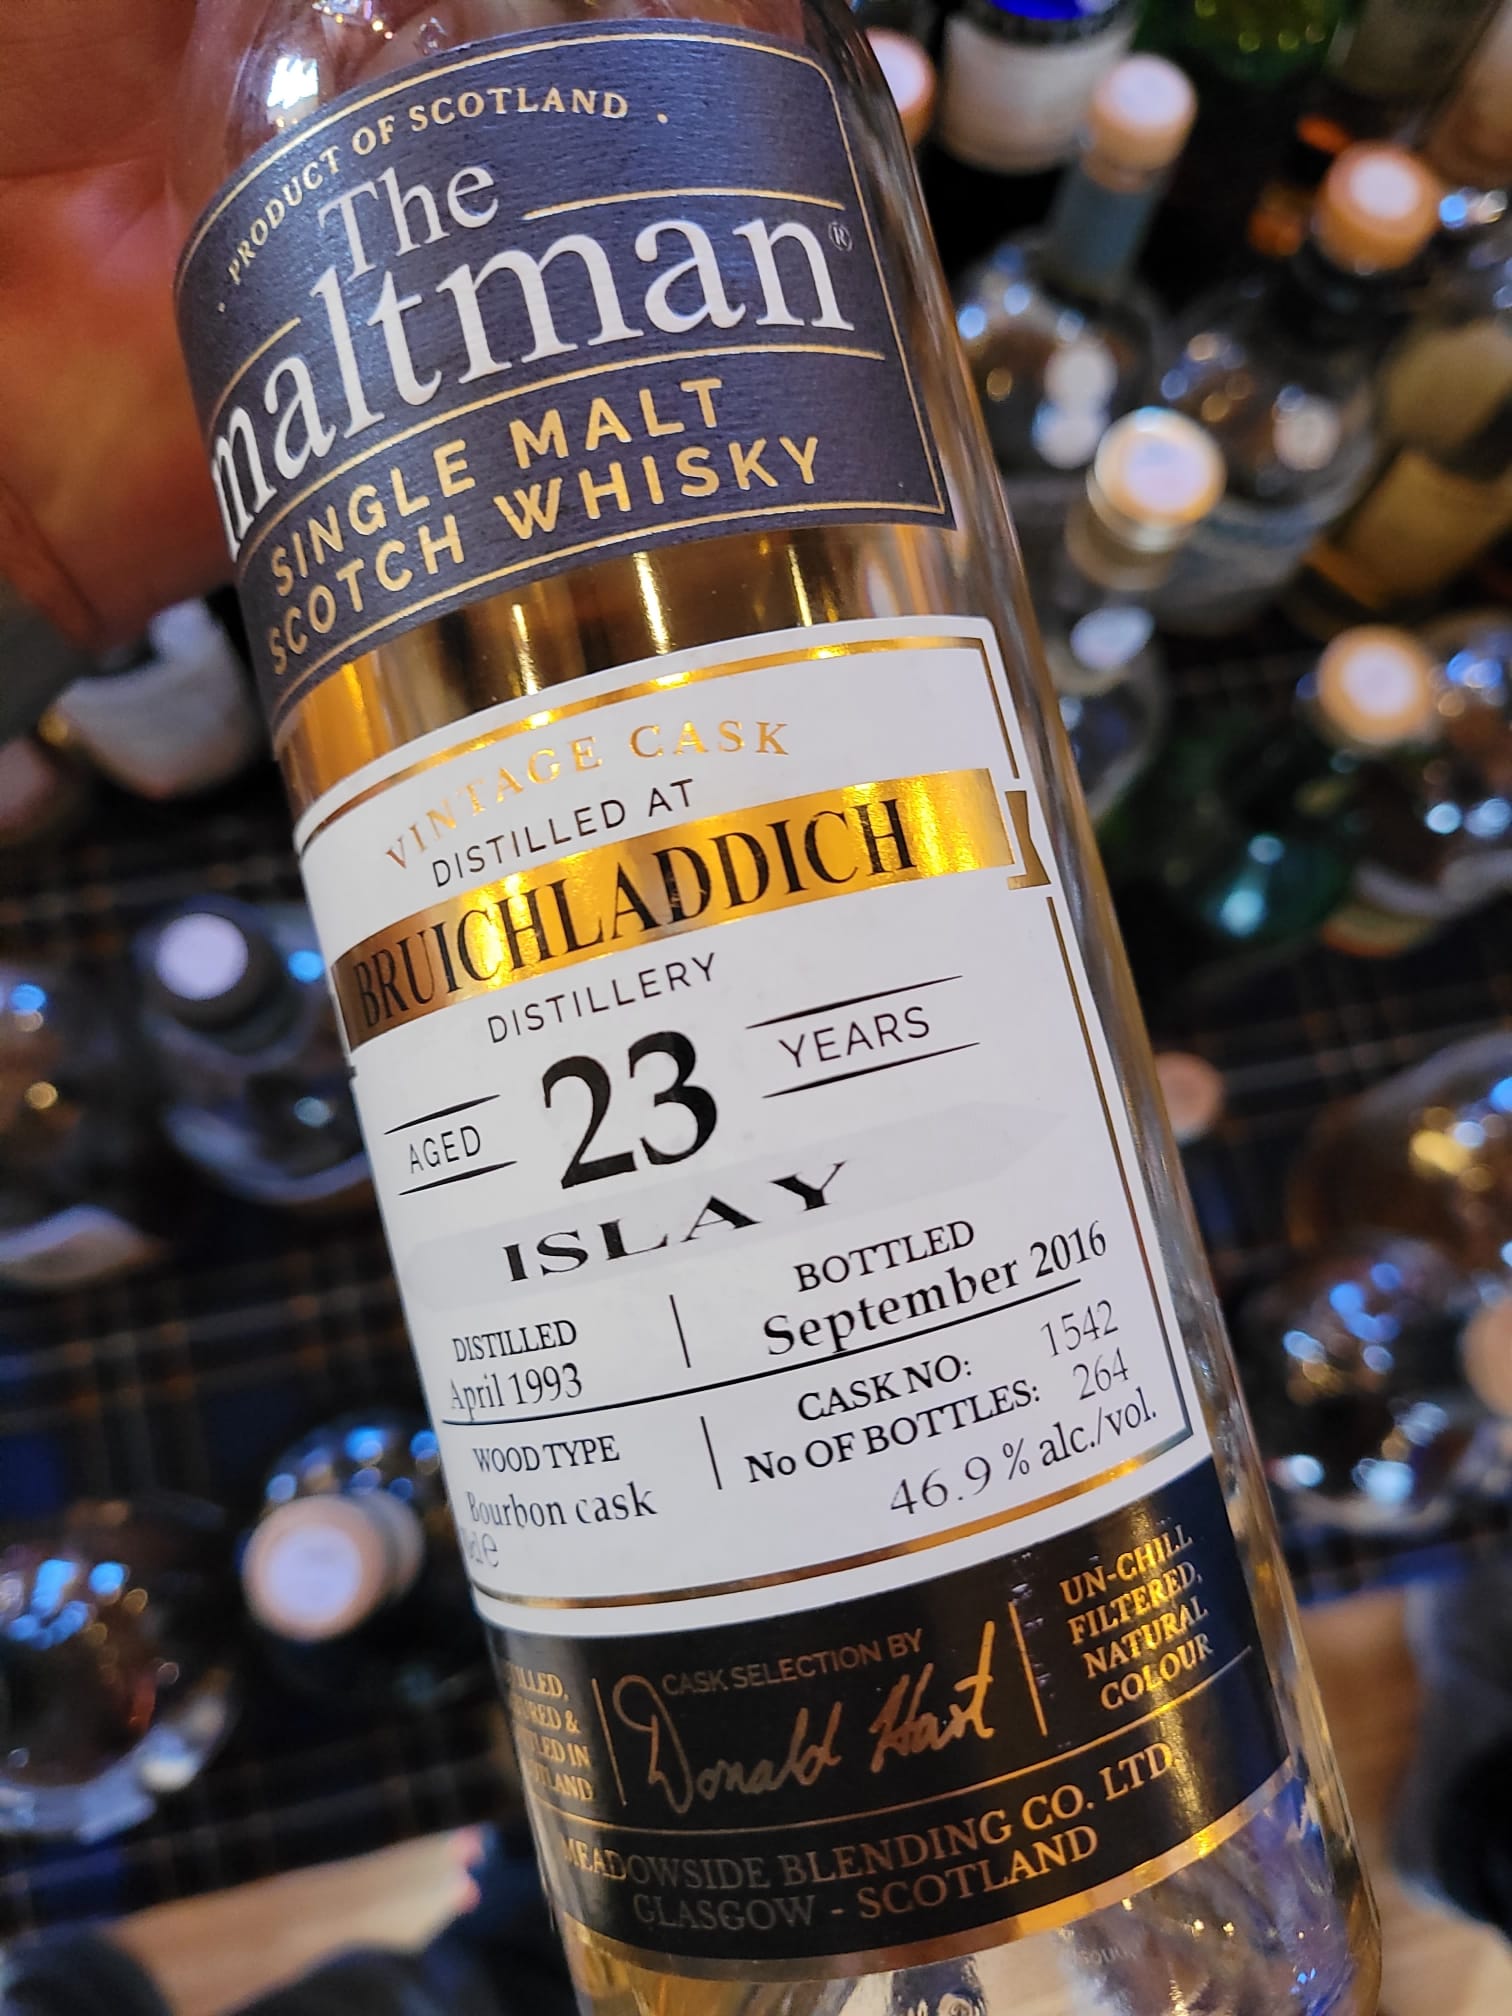 · PRODUCT OF SCOTLAND ·
The
maltman®
SINGLE MALT
SCOTCH WHISKY
VINTAGE CASK
DISTILLED AT
BRUICHLADDICH
DISTILLERY
AGED 23 YEARS
ISLAY
DISTILLED
April 1993
BOTTLED
September 2016
WOOD TYPE
Bourbon cask
CASK NO: 1542
No OF BOTTLES: 264
46.9 % alc./vol.
CASK SELECTION BY
Donald Hart
UN-CHILL
FILTERED,
NATURAL
COLOUR
MEADOWSIDE BLENDING CO. LTD.
GLASGOW - SCOTLAND